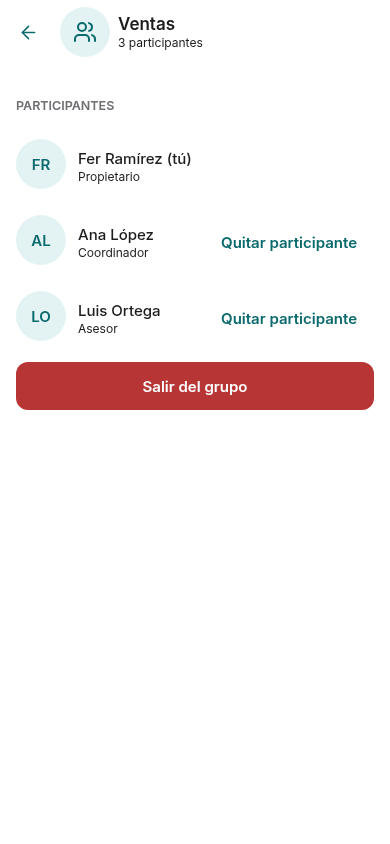 Ventas
3 participantes
PARTICIPANTES
FR
Fer Ramírez (tú)
Propietario
AL
Ana López
Coordinador
Quitar participante
LO
Luis Ortega
Asesor
Quitar participante
Salir del grupo